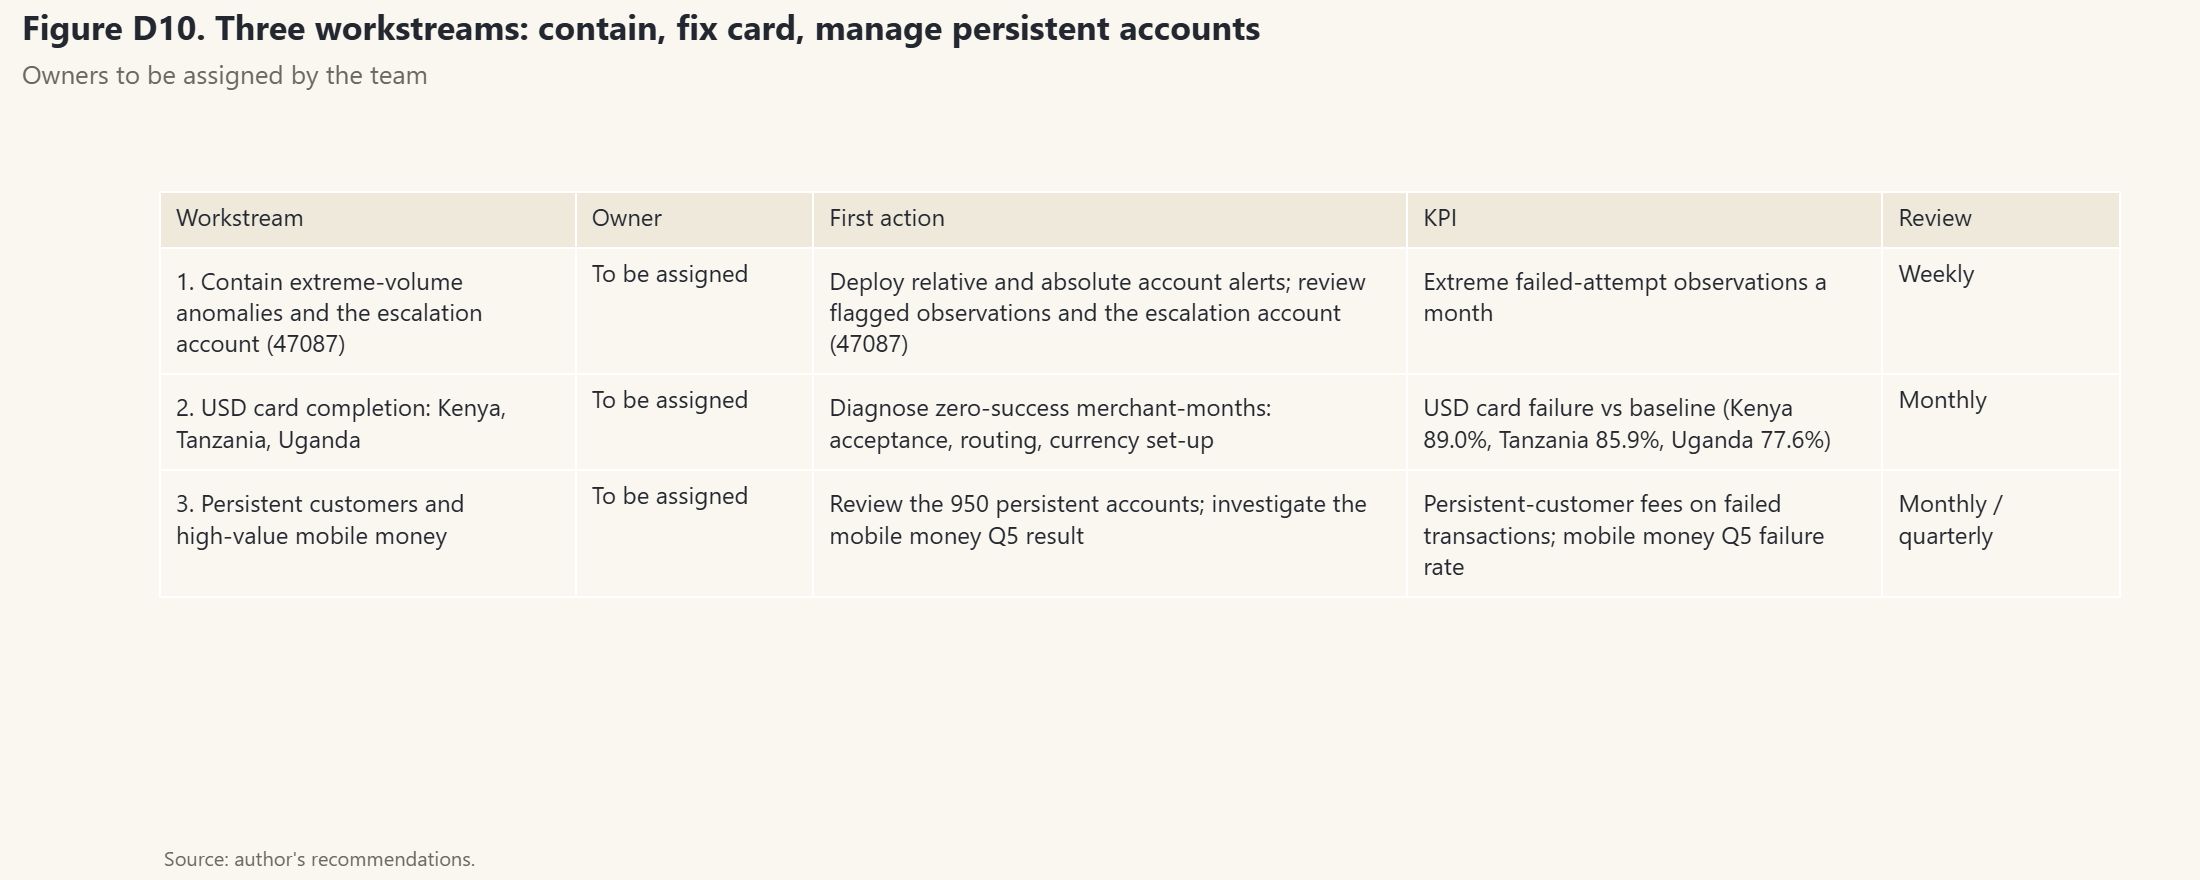 Figure D10. Three workstreams: contain, fix card, manage persistent accounts
Owners to be assigned by the team
Workstream
Owner
First action
KPI
Review
1. Contain extreme-volume
anomalies and the escalation
account (47087)
To be assigned
Deploy relative and absolute account alerts; review
flagged observations and the escalation account
(47087)
Extreme failed-attempt observations a
month
Weekly
2. USD card completion: Kenya,
Tanzania, Uganda
To be assigned
Diagnose zero-success merchant-months:
acceptance, routing, currency set-up
USD card failure vs baseline (Kenya
89.0%, Tanzania 85.9%, Uganda 77.6%)
Monthly
3. Persistent customers and
high-value mobile money
To be assigned
Review the 950 persistent accounts; investigate the
mobile money Q5 result
Persistent-customer fees on failed
transactions; mobile money Q5 failure
rate
Monthly /
quarterly
Source: author's recommendations.